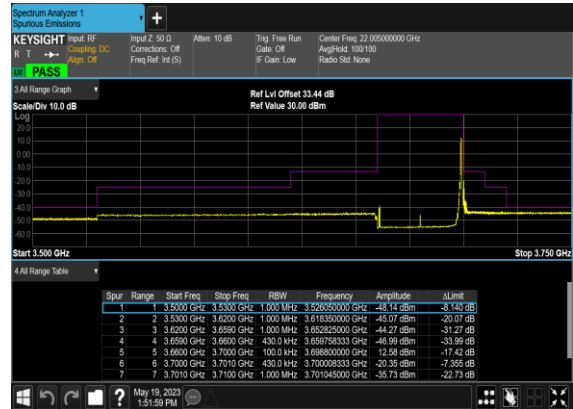 Spectrum Analyzer 1
Spurious Emissions
KEYSIGHT Input: RF
R T
Coupling: DC
Align: Off
Input Z: 50 Ω
Corrections: Off
Freq Ref: Int (S)
Atten: 10 dB
Trig: Free Run
Gate: Off
IF Gain: Low
Center Freq: 22.005000000 GHz
Avg|Hold: 100/100
Radio Std: None
PASS
3 All Range Graph
Scale/Div 10.0 dB
Ref Lvl Offset 33.44 dB
Ref Value 30.00 dBm
Log
20.0
10.0
0.00
-10.0
-20.0
-30.0
-40.0
-50.0
-60.0
Start 3.500 GHz
Stop 3.750 GHz
4 All Range Table
Spur Range Start Freq Stop Freq RBW Frequency Amplitude ΔLimit
1 1 3.5000 GHz 3.5300 GHz 1.000 MHz 3.526050000 GHz -48.14 dBm -8.140 dB
2 2 3.5300 GHz 3.6200 GHz 1.000 MHz 3.618350000 GHz -45.07 dBm -20.07 dB
3 3 3.6200 GHz 3.6590 GHz 1.000 MHz 3.652825000 GHz -44.27 dBm -31.27 dB
4 4 3.6590 GHz 3.6600 GHz 430.0 kHz 3.659758333 GHz -46.99 dBm -33.99 dB
5 5 3.6600 GHz 3.7000 GHz 100.0 kHz 3.698800000 GHz 12.58 dBm -17.42 dB
6 6 3.7000 GHz 3.7010 GHz 430.0 kHz 3.700008333 GHz -20.35 dBm -7.355 dB
7 7 3.7010 GHz 3.7100 GHz 1.000 MHz 3.701045000 GHz -35.73 dBm -22.73 dB
?
May 19, 2023
1:51:59 PM